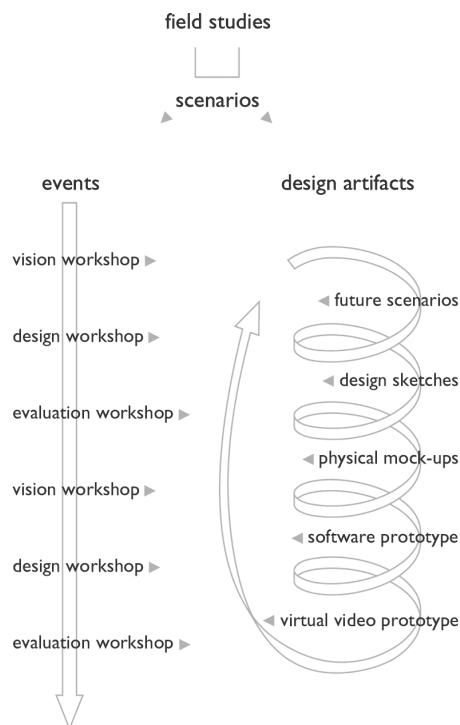 field studies
scenarios
events
design artifacts
vision workshop
future scenarios
design workshop
design sketches
evaluation workshop
physical mock-ups
vision workshop
software prototype
design workshop
virtual video prototype
evaluation workshop